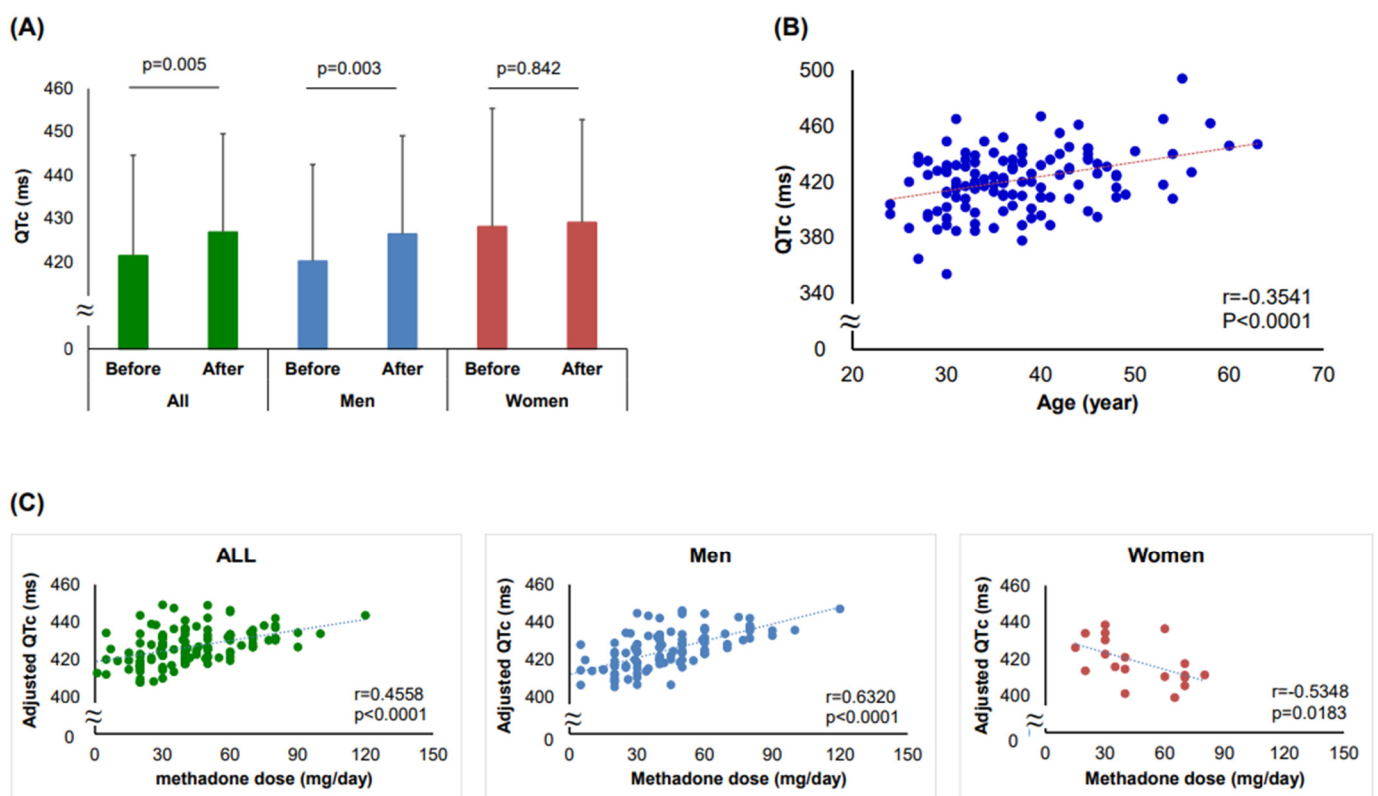 (A)
p=0.005
p=0.003
p=0.842
QTc (ms)
460
450
440
430
420
≈
0
Before
After
Before
After
Before
After
All
Men
Women
(B)
QTc (ms)
500
460
420
380
340
≈
0
20
30
40
50
60
70
Age (year)
r=-0.3541
P<0.0001
(C)
ALL
Adjusted QTc (ms)
460
440
420
400
≈
0
0
30
60
90
120
150
methadone dose (mg/day)
r=0.4558
p<0.0001
Men
Adjusted QTc (ms)
460
440
420
400
≈
0
0
30
60
90
120
150
Methadone dose (mg/day)
r=0.6320
p<0.0001
Women
Adjusted QTc (ms)
460
440
420
400
≈
0
0
30
60
90
120
150
Methadone dose (mg/day)
r=-0.5348
p=0.0183